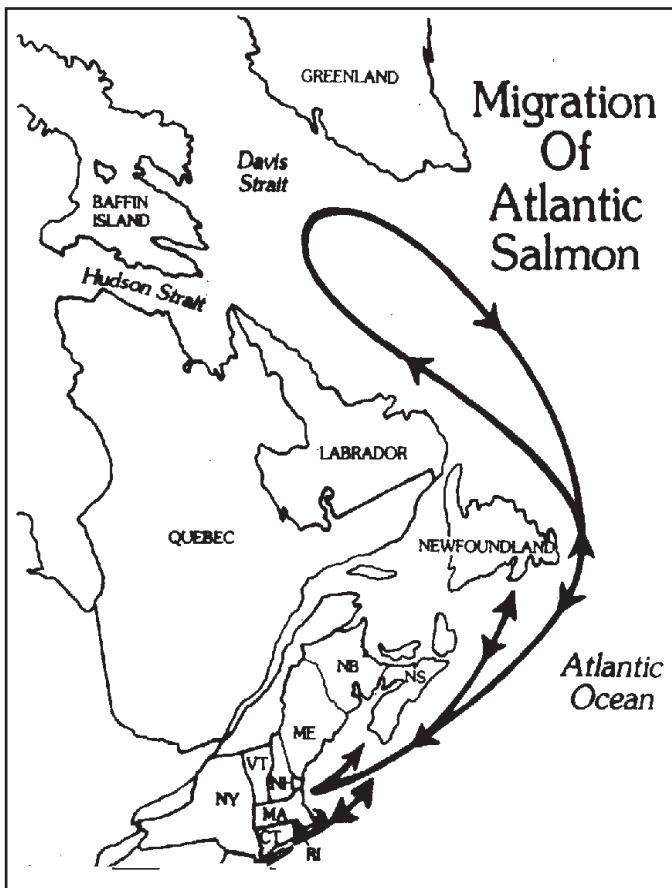 GREENLAND
Migration
Of
Atlantic
Salmon
Davis
Strait
BAFFIN
ISLAND
Hudson Strait
LABRADOR
QUEBEC
NEWFOUNDLAND
NB
NS
Atlantic
Ocean
ME
VT
NH
NY
MA
CT
RI